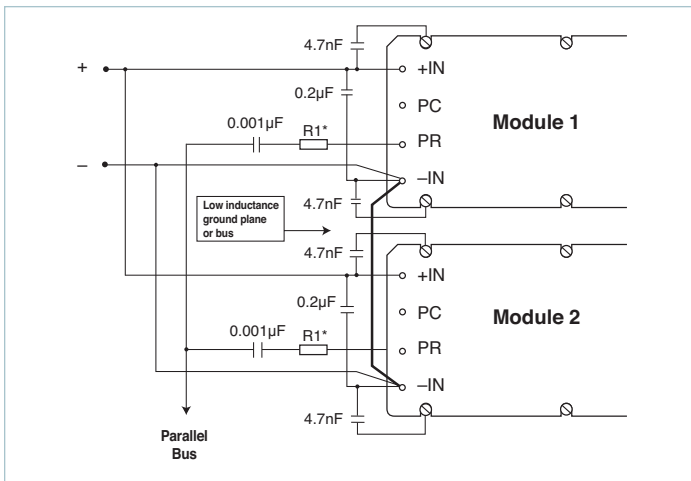 4.7nF
+
+IN
0.2µF
PC
Module 1
0.001µF
R1*
PR
–
–IN
Low inductance
ground plane
or bus
4.7nF
4.7nF
+IN
0.2µF
PC
Module 2
0.001µF
R1*
PR
–IN
4.7nF
Parallel
Bus